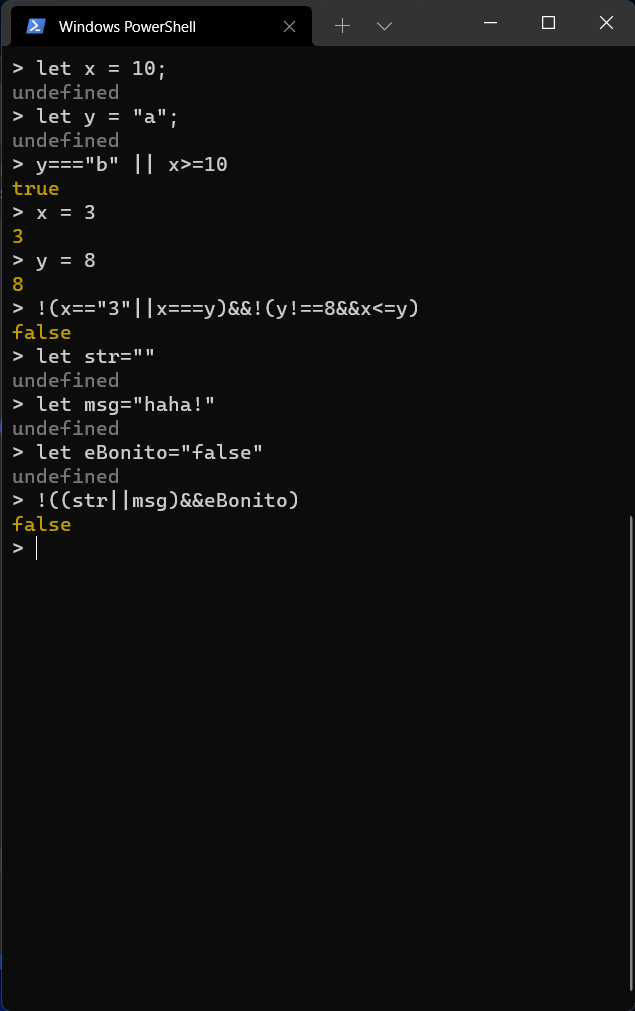 Windows PowerShell
> let x = 10;
undefined
> let y = "a";
undefined
> y==="b" || x>=10
true
> x = 3
3
> y = 8
8
> !(x=="3"||x===y)&&!(y!==8&&x<=y)
false
> let str=""
undefined
> let msg="haha!"
undefined
> let eBonito="false"
undefined
> !((str||msg)&&eBonito)
false
>